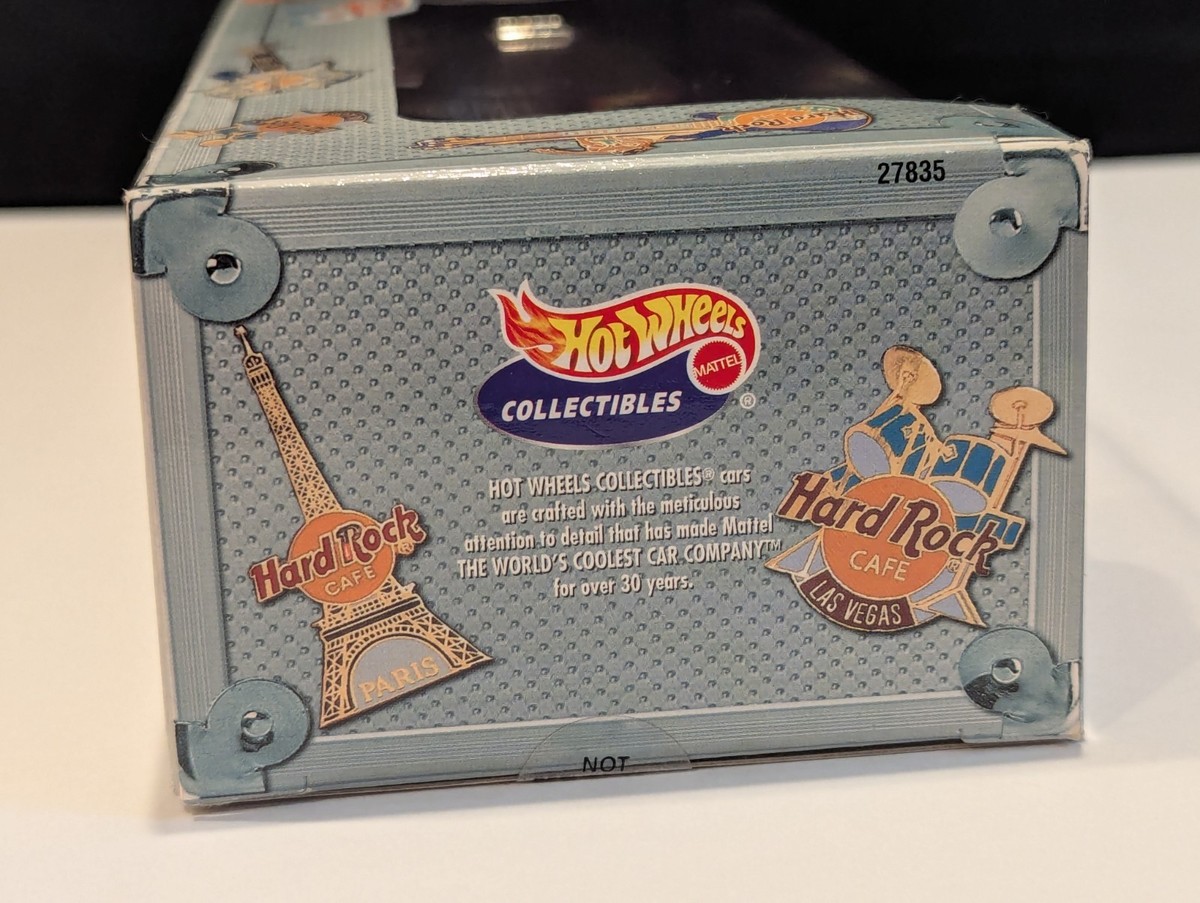 27835
Hot Wheels
MATTEL
COLLECTIBLES®
HOT WHEELS COLLECTIBLES® cars
are crafted with the meticulous
attention to detail that has made Mattel
THE WORLD'S COOLEST CAR COMPANY™
for over 30 years.
Hard Rock
CAFE
PARIS
Hard Rock
CAFE
LAS VEGAS
NOT